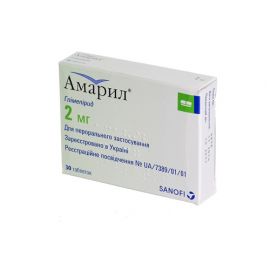 Амарил®
Глімепірид
2 мг
Для перорального застосування
Зареєстровано в Україні
Реєстраційне посвідчення № UA/7389/01/01
30 таблеток
SANOFI